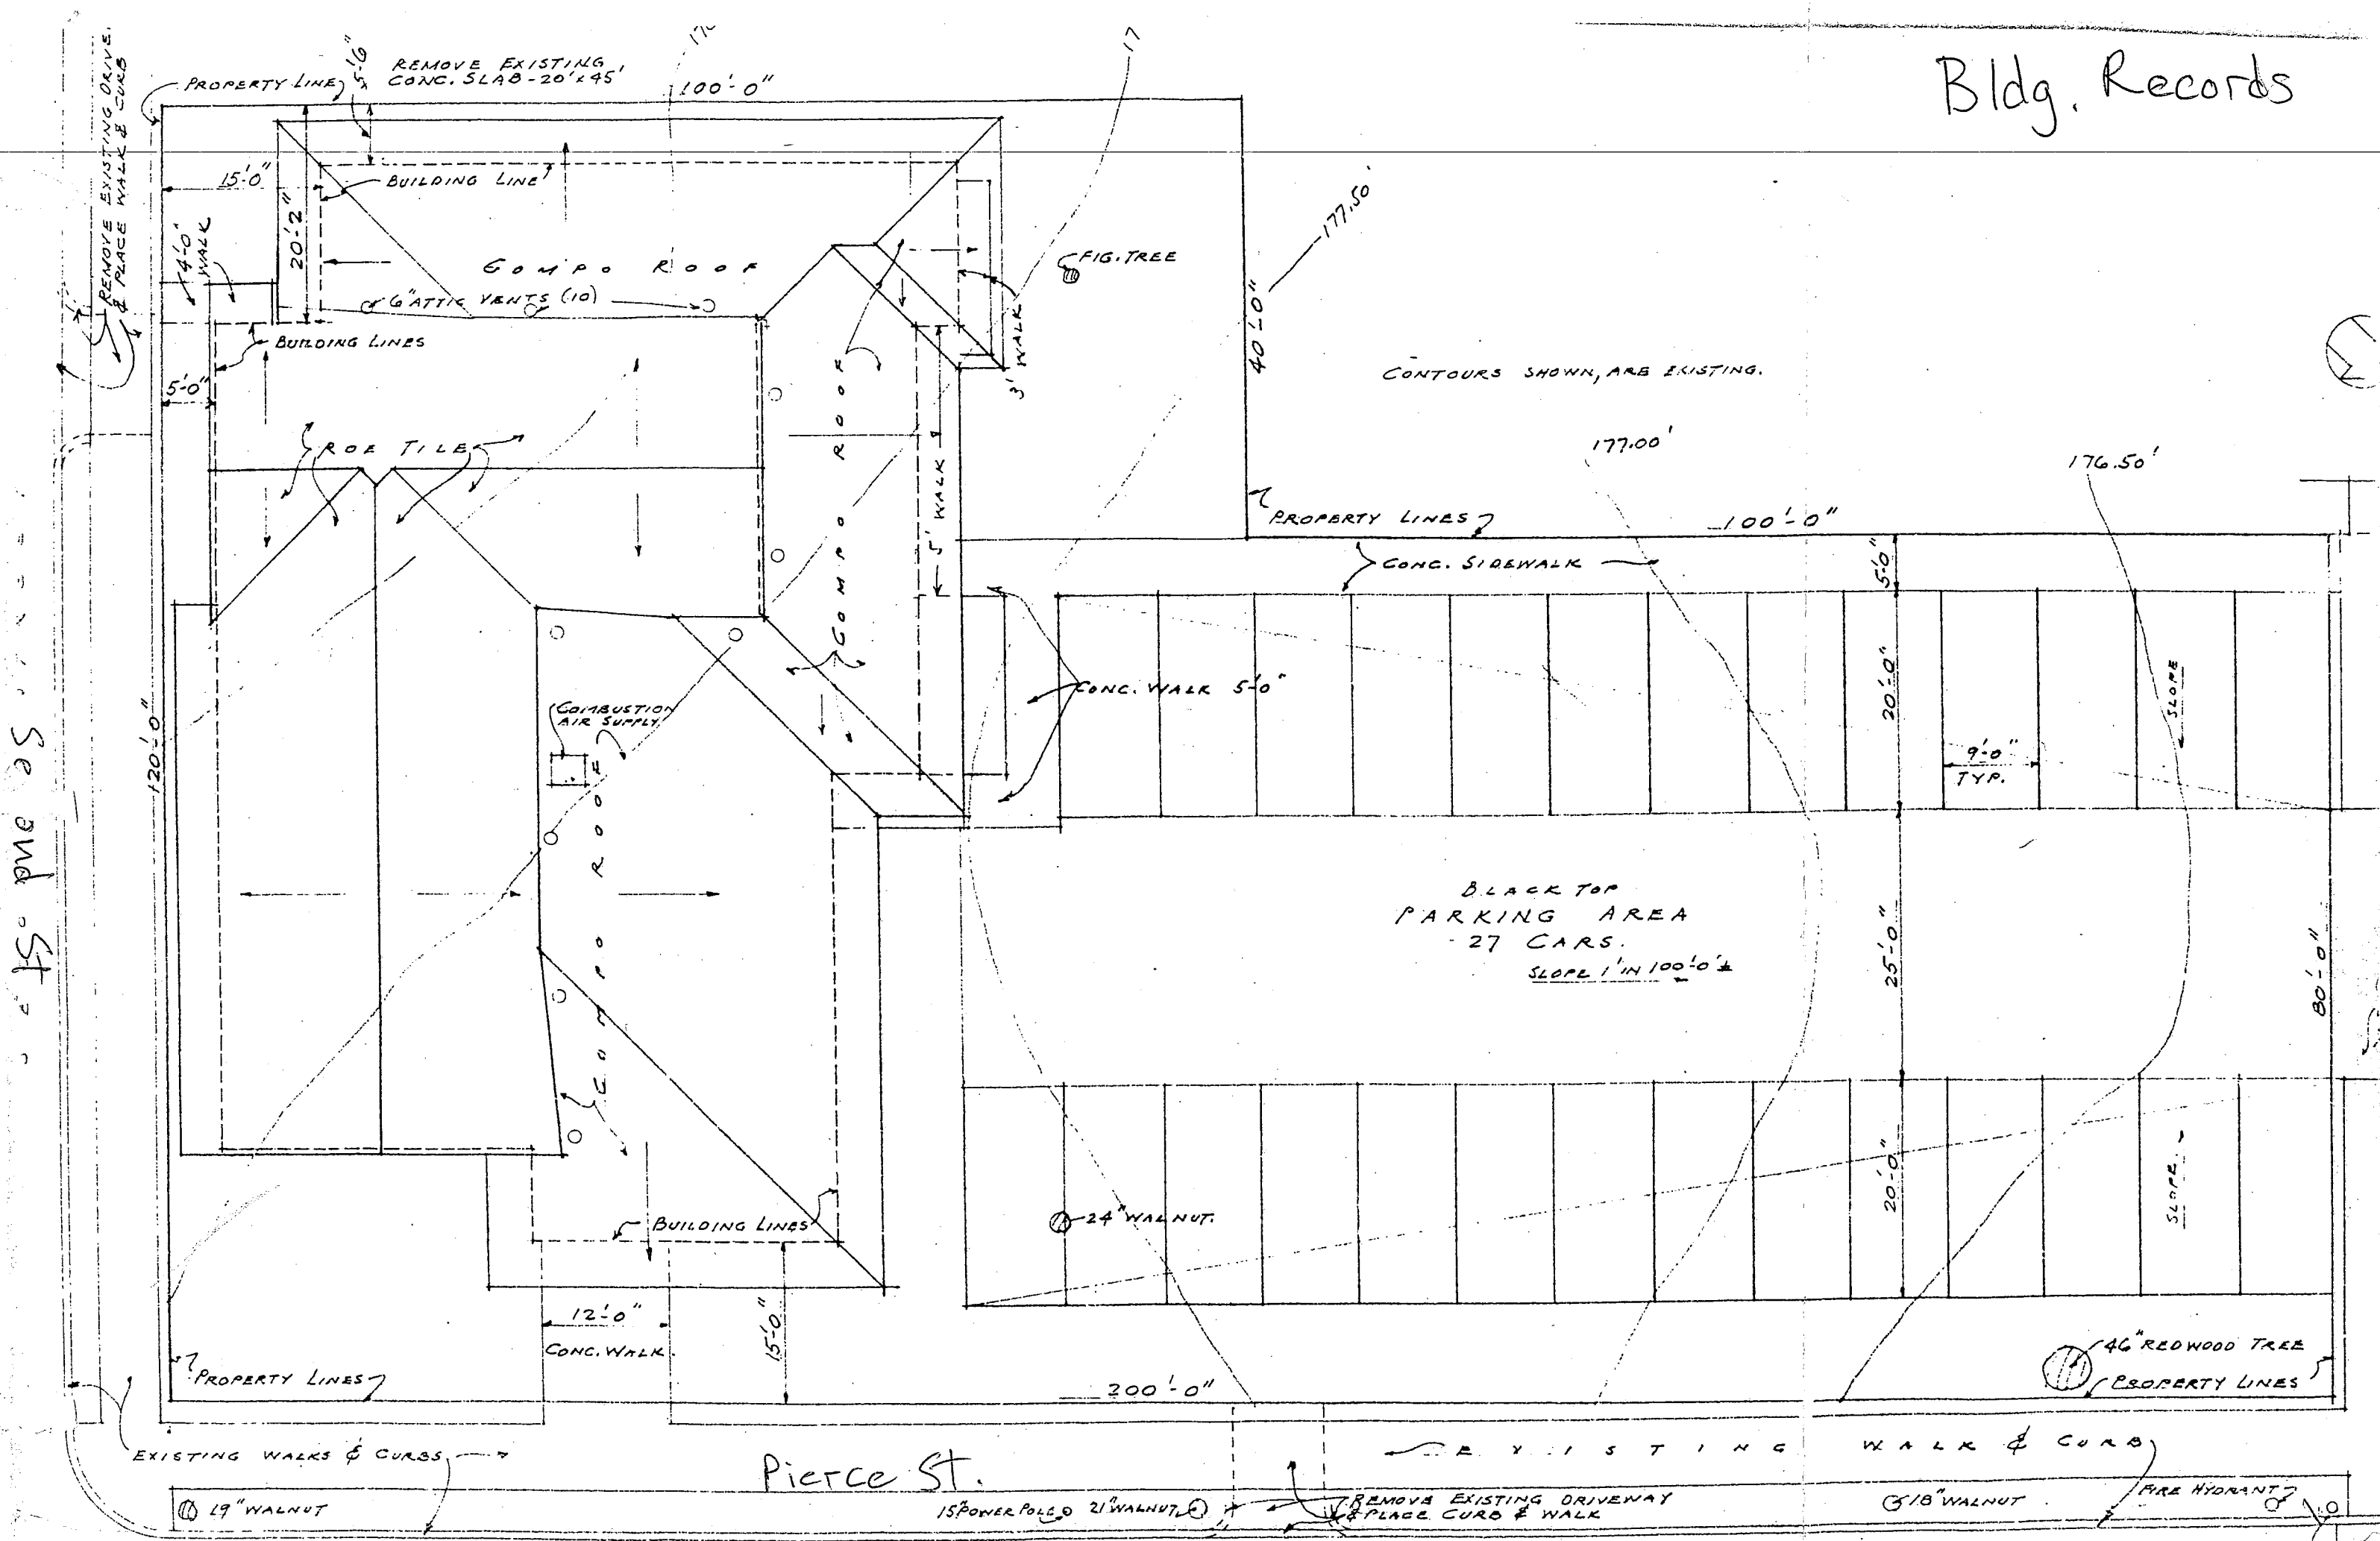 Bldg. Records
REMOVE EXISTING DRIVE.
& PLACE WALK & CURB
PROPERTY LINE
5'-6"
REMOVE EXISTING
CONC. SLAB - 20' x 45'
100'-0"
177.50'
15'-0"
BUILDING LINE
20'-2"
4'-0"
WALK
COMPO ROOF
6" ATTIC VENTS (10)
FIG. TREE
3' WALK
40'-0"
BUILDING LINES
5'-0"
CONTOURS SHOWN, ARE EXISTING.
COMPO ROOF
ROE TILE
5' WALK
177.00'
176.50'
PROPERTY LINES
100'-0"
CONC. SIDEWALK
5'-0"
CONC. WALK 5'-0"
20'-0"
SLOPE
9'-0"
TYP.
COMBUSTION
AIR SUPPLY
120'-0"
Second St.
COMPO ROOF
BLACK TOP
PARKING AREA
27 CARS.
SLOPE 1' IN 100'-0" ±
25'-0"
80'-0"
24" WALNUT.
20'-0"
SLOPE
BUILDING LINES
12'-0"
CONC. WALK.
15'-0"
46" REDWOOD TREE
PROPERTY LINES
PROPERTY LINES
200'-0"
EXISTING WALKS & CURBS
Pierce St.
EXISTING WALK & CURB
19" WALNUT
15" POWER POLE
21" WALNUT
REMOVE EXISTING DRIVEWAY
& PLACE CURB & WALK
18" WALNUT
FIRE HYDRANT